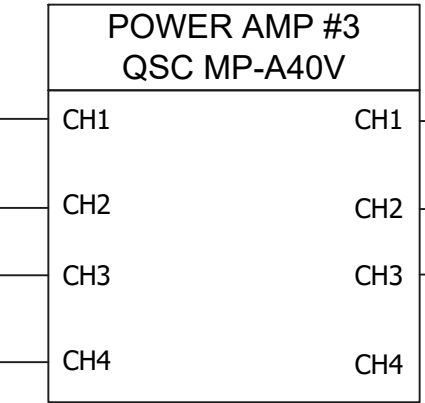 POWER AMP #3
QSC MP-A40V
CH1 CH1
CH2 CH2
CH3 CH3
CH4 CH4